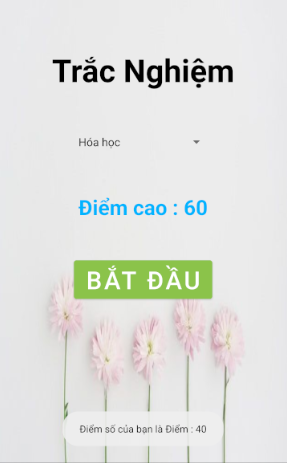 Trắc Nghiệm
Hóa học
Điểm cao : 60
BẮT ĐẦU
Điểm số của bạn là Điểm : 40